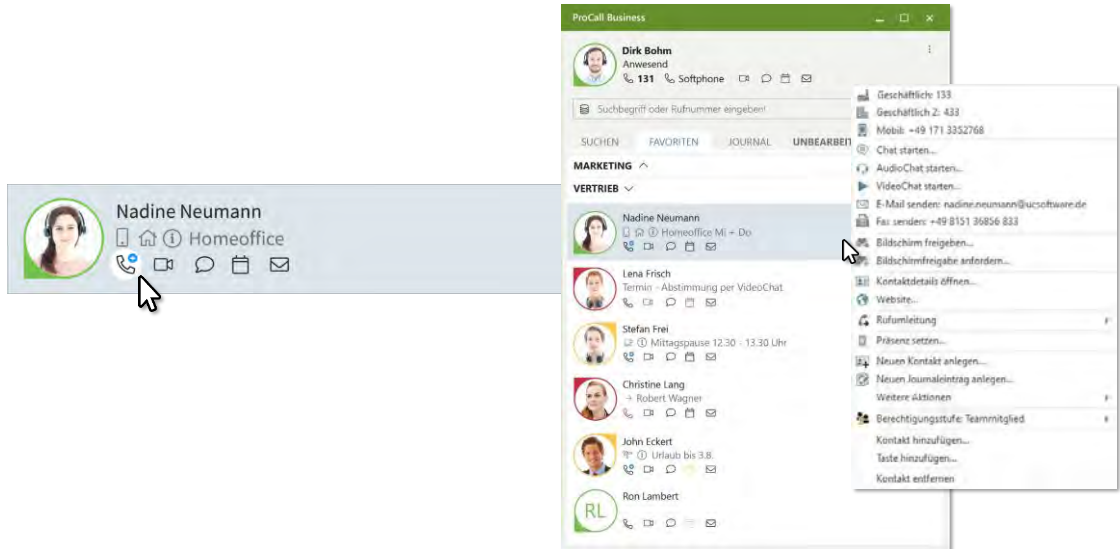 Nadine Neumann
Homeoffice
ProCall Business
Dirk Bohm
Anwesend
131 Softphone
Suchbegriff oder Rufnummer eingeben!
SUCHEN FAVORITEN JOURNAL UNBEARBEIT
MARKETING
VERTRIEB
Nadine Neumann
Homeoffice Mi + Do
Lena Frisch
Termin - Abstimmung per VideoChat
Stefan Frei
Mittagspause 12.30 - 13.30 Uhr
Christine Lang
→ Robert Wagner
John Eckert
Urlaub bis 3.8.
RL
Ron Lambert
Geschäftlich: 133
Geschäftlich 2: 433
Mobil: +49 171 3352768
Chat starten...
AudioChat starten...
VideoChat starten...
E-Mail senden: nadine.neumann@ucsoftware.de
Fax senden: +49 8151 36856 833
Bildschirm freigeben...
Bildschirmfreigabe anfordern...
Kontaktdetails öffnen...
Website...
Rufumleitung
Präsenz setzen...
Neuen Kontakt anlegen...
Neuen Journaleintrag anlegen...
Weitere Aktionen
Berechtigungsstufe: Teammitglied
Kontakt hinzufügen...
Taste hinzufügen...
Kontakt entfernen